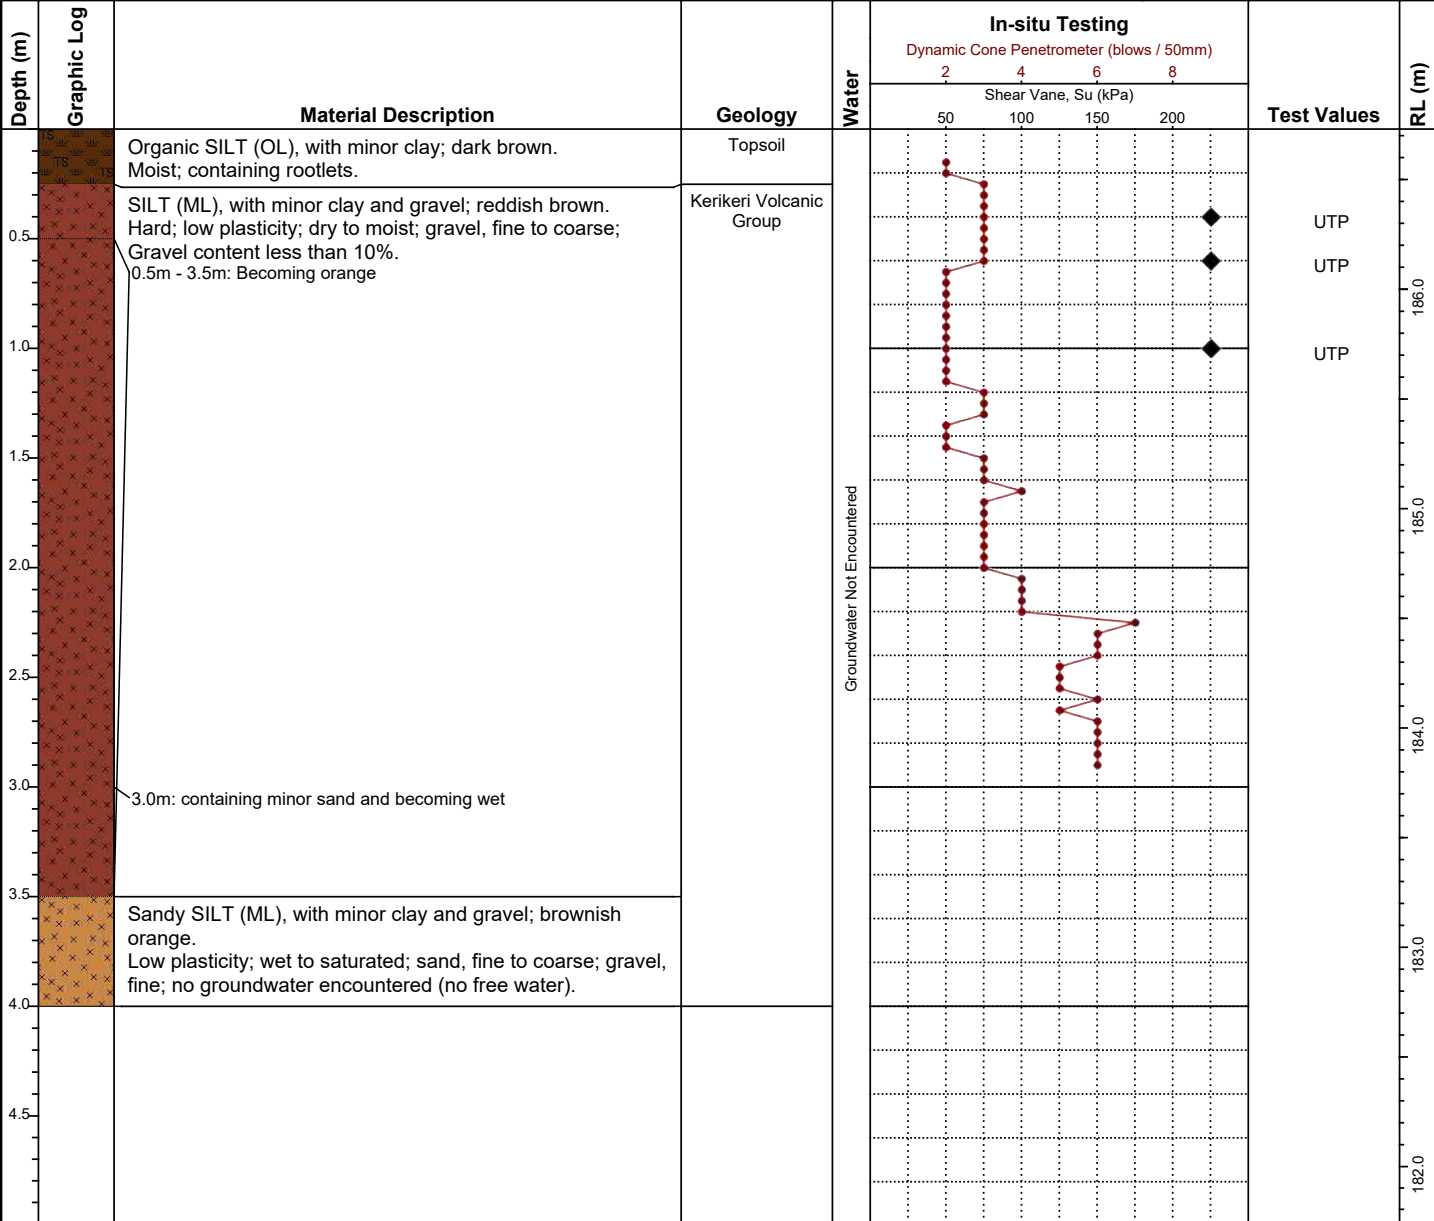 Depth (m)
Graphic Log
Material Description
Geology
Water
In-situ Testing
Dynamic Cone Penetrometer (blows / 50mm)
2 4 6 8
Shear Vane, Su (kPa)
50 100 150 200
Test Values
RL (m)
TS
TS
TS
Organic SILT (OL), with minor clay; dark brown.
Moist; containing rootlets.
Topsoil
SILT (ML), with minor clay and gravel; reddish brown.
Hard; low plasticity; dry to moist; gravel, fine to coarse;
Gravel content less than 10%.
0.5m - 3.5m: Becoming orange
Kerikeri Volcanic
Group
3.0m: containing minor sand and becoming wet
Sandy SILT (ML), with minor clay and gravel; brownish
orange.
Low plasticity; wet to saturated; sand, fine to coarse; gravel,
fine; no groundwater encountered (no free water).
0.5
1.0
1.5
2.0
2.5
3.0
3.5
4.0
4.5
Groundwater Not Encountered
UTP
UTP
UTP
186.0
185.0
184.0
183.0
182.0